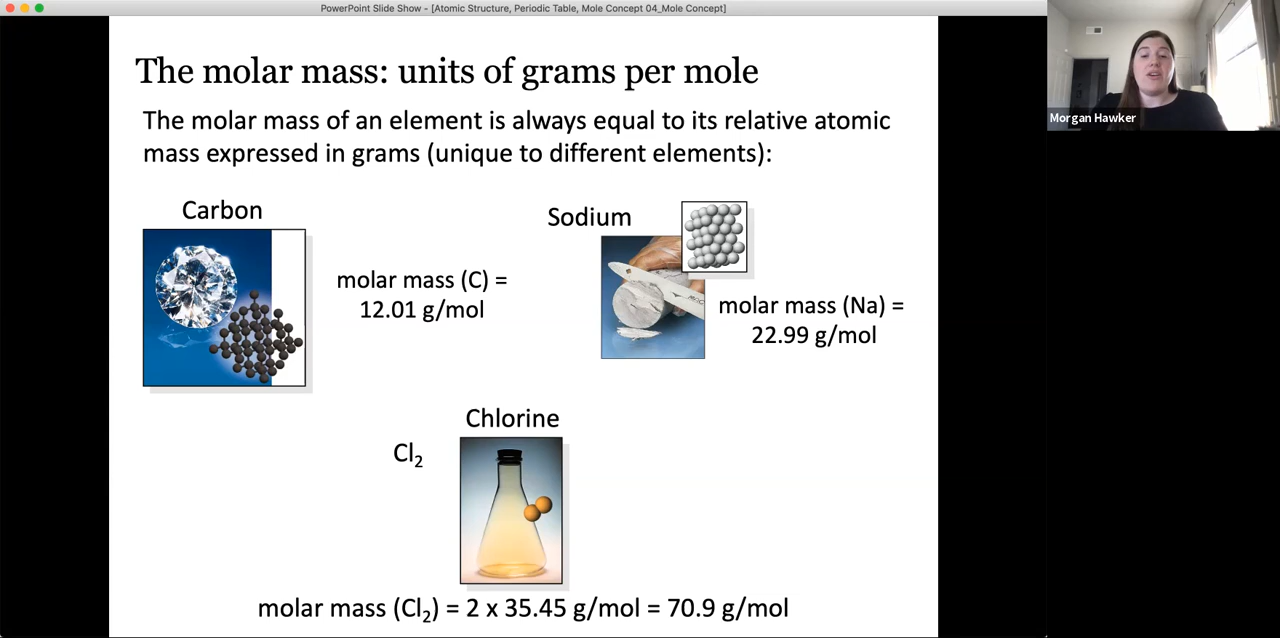 PowerPoint Slide Show - [Atomic Structure, Periodic Table, Mole Concept 04_Mole Concept]
Morgan Hawker
The molar mass: units of grams per mole
The molar mass of an element is always equal to its relative atomic
mass expressed in grams (unique to different elements):
Carbon
molar mass (C) =
12.01 g/mol
Sodium
molar mass (Na) =
22.99 g/mol
Chlorine
Cl₂
molar mass (Cl₂) = 2 x 35.45 g/mol = 70.9 g/mol